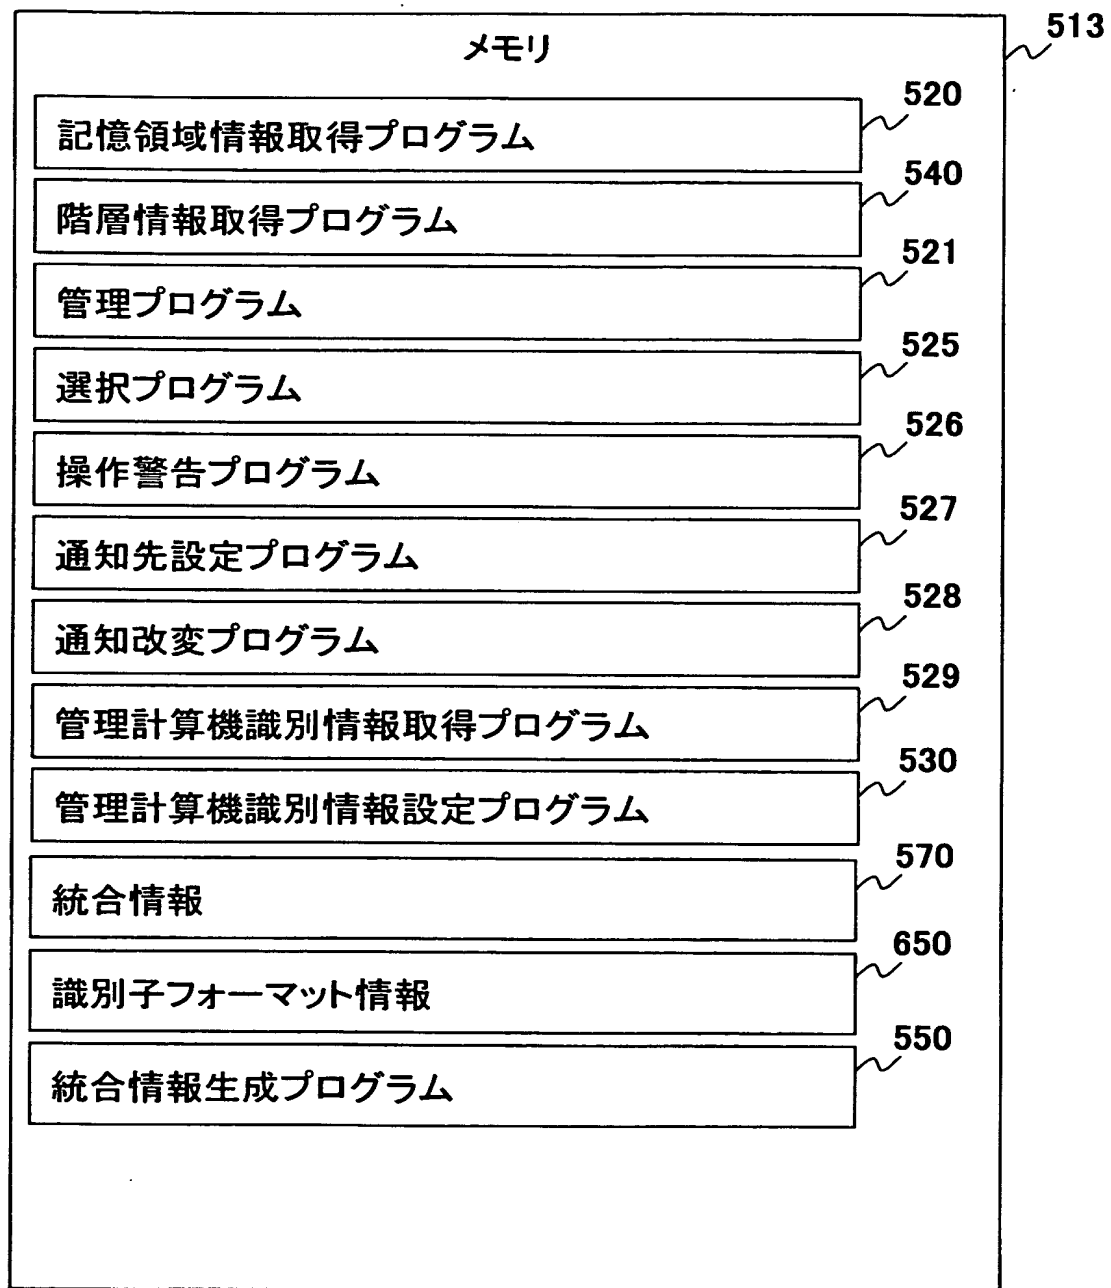 メモリ
513
記憶領域情報取得プログラム
520
階層情報取得プログラム
540
管理プログラム
521
選択プログラム
525
操作警告プログラム
526
通知先設定プログラム
527
通知改変プログラム
528
管理計算機識別情報取得プログラム
529
管理計算機識別情報設定プログラム
530
統合情報
570
識別子フォーマット情報
650
統合情報生成プログラム
550